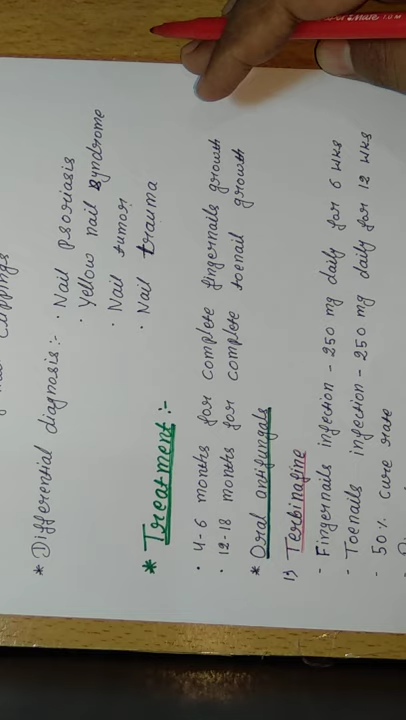 clippings
* Differential diagnosis :- • Nail psoriasis
• Yellow nail syndrome
• Nail tumor
• Nail trauma
* Treatment :-
• 4-6 months for complete fingernails growth
• 12-18 months for complete toenail growth
* Oral antifungals
1) Terbinafine
- Fingernails infection - 250 mg daily for 6 wks
- Toenails infection - 250 mg daily for 12 wks
- 50% cure rate